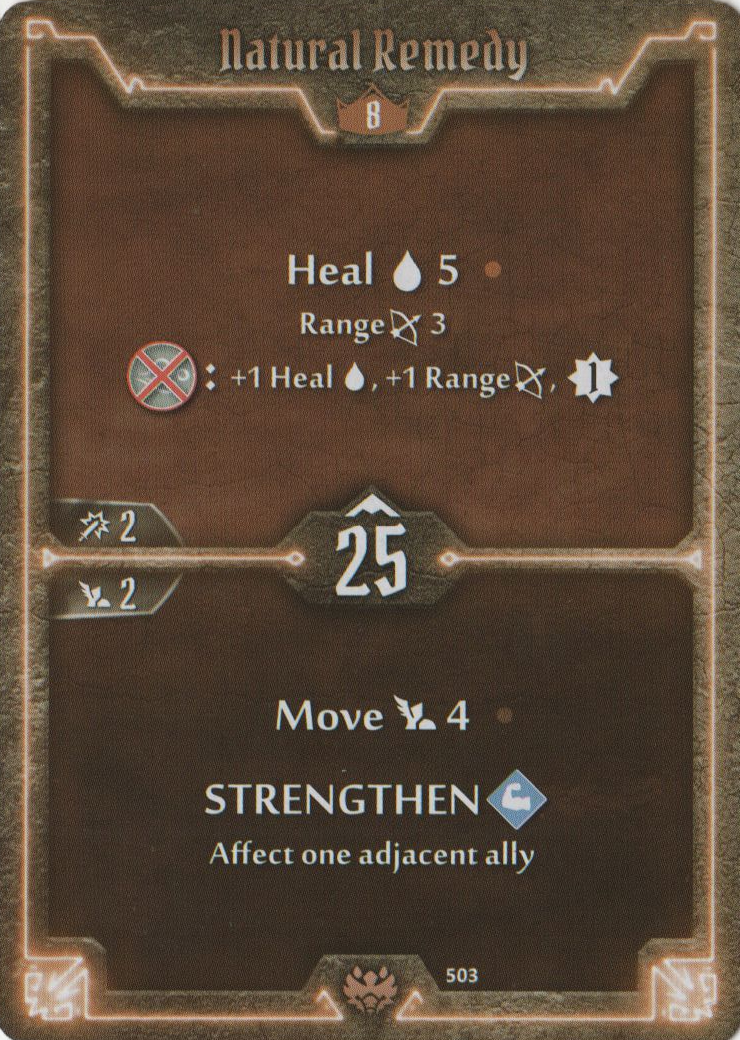 Natural Remedy
8
Heal 5
Range 3
: +1 Heal , +1 Range , 1
2
25
2
Move 4
STRENGTHEN
Affect one adjacent ally
503